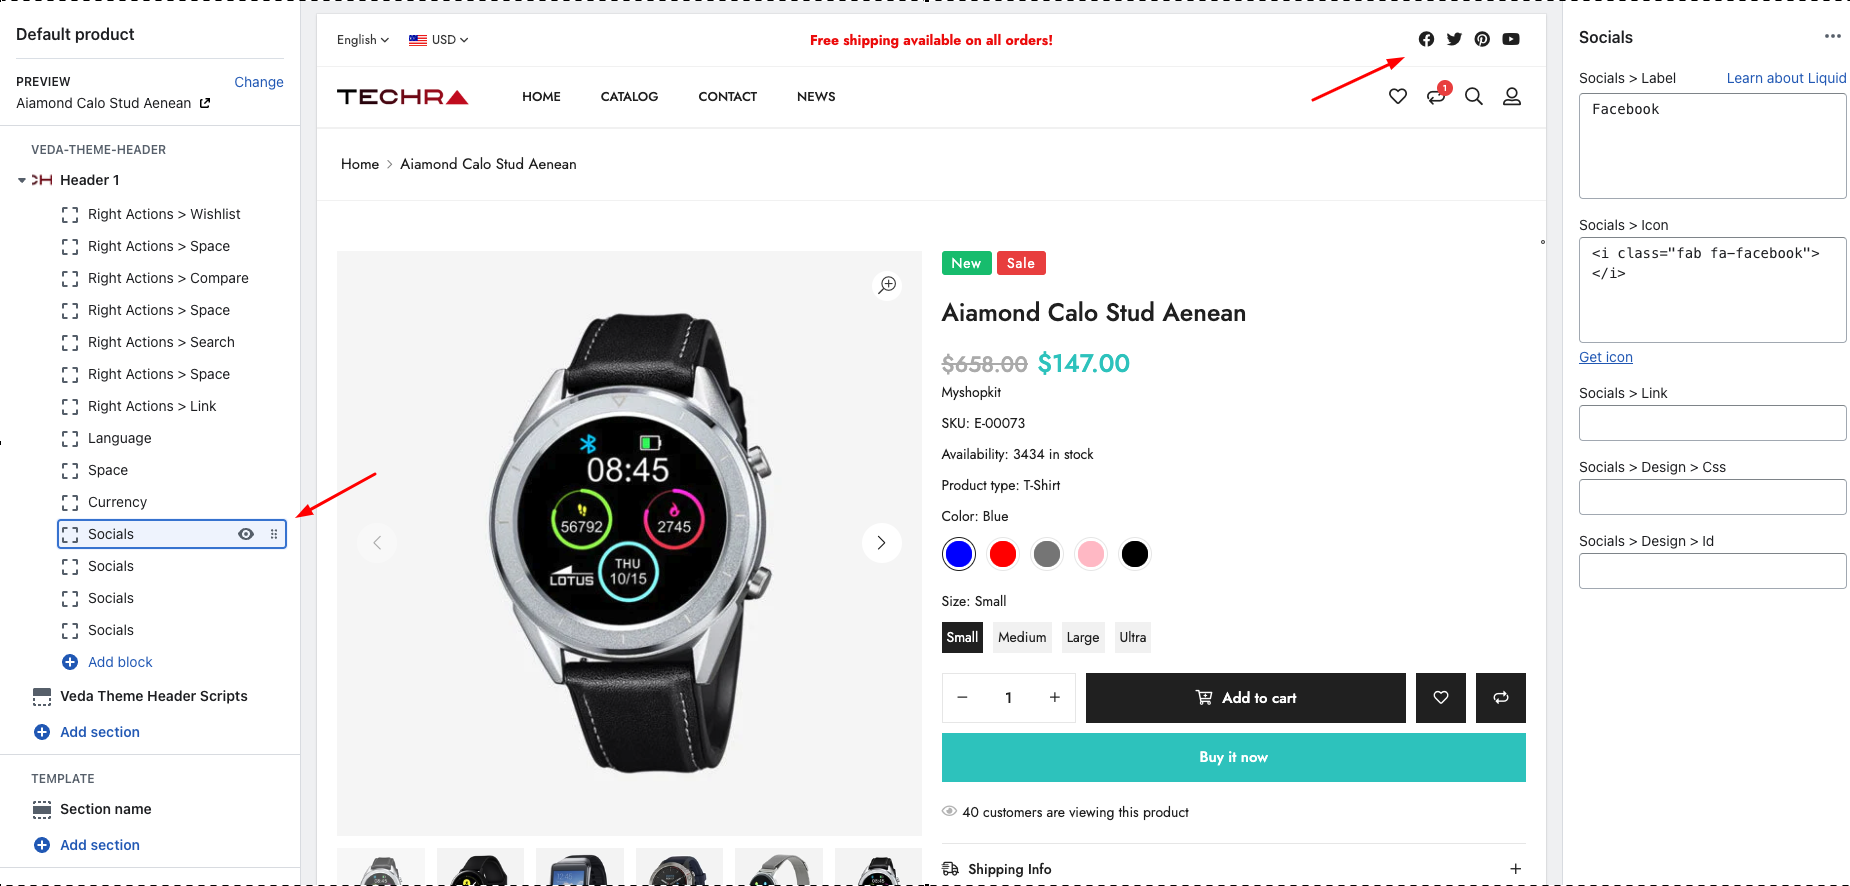 Default product
PREVIEW
Change
Aiamond Calo Stud Aenean
VEDA-THEME-HEADER
Header 1
Right Actions > Wishlist
Right Actions > Space
Right Actions > Compare
Right Actions > Space
Right Actions > Search
Right Actions > Space
Right Actions > Link
Language
Space
Currency
Socials
Socials
Socials
Socials
Add block
Veda Theme Header Scripts
Add section
TEMPLATE
Section name
Add section
English
USD
Free shipping available on all orders!
TECHRA
HOME
CATALOG
CONTACT
NEWS
1
Home > Aiamond Calo Stud Aenean
08:45
56792
2745
THU
10/15
LOTUS
New
Sale
Aiamond Calo Stud Aenean
$658.00 $147.00
Myshopkit
SKU: E-00073
Availability: 3434 in stock
Product type: T-Shirt
Color: Blue
Size: Small
Small
Medium
Large
Ultra
− 1 +
Add to cart
Buy it now
40 customers are viewing this product
Shipping Info +
Socials
Socials > Label
Learn about Liquid
Facebook
Socials > Icon
<i class="fab fa-facebook">
</i>
Get icon
Socials > Link
Socials > Design > Css
Socials > Design > Id